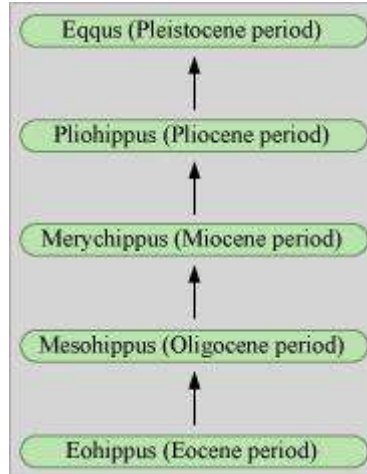 Eqqus (Pleistocene period)
Pliohippus (Pliocene period)
Merychippus (Miocene period)
Mesohippus (Oligocene period)
Eohippus (Eocene period)